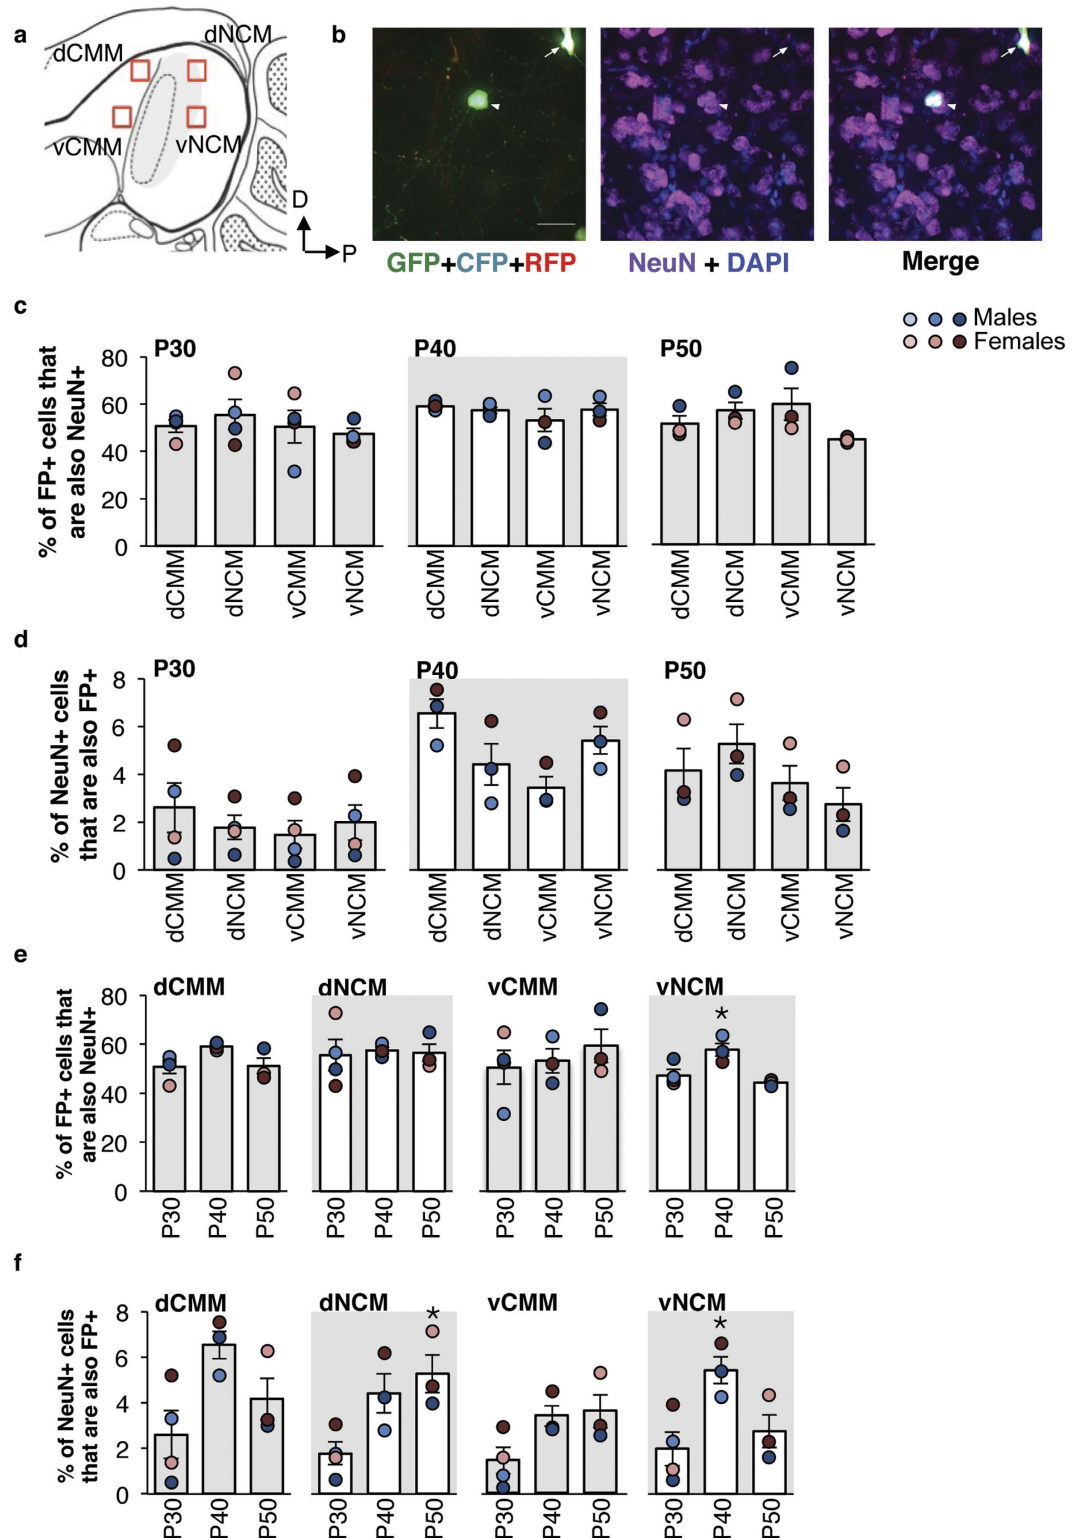 a
dCMM
dNCM
vCMM
vNCM
D
P
b
GFP+CFP+RFP
NeuN + DAPI
Merge
c
Males
Females
% of FP+ cells that
are also NeuN+
P30
P40
P50
80
60
40
20
0
dCMM
dNCM
vCMM
vNCM
dCMM
dNCM
vCMM
vNCM
dCMM
dNCM
vCMM
vNCM
d
% of NeuN+ cells
that are also FP+
P30
P40
P50
8
6
4
2
0
dCMM
dNCM
vCMM
vNCM
dCMM
dNCM
vCMM
vNCM
dCMM
dNCM
vCMM
vNCM
e
% of FP+ cells that
are also NeuN+
dCMM
dNCM
vCMM
vNCM
80
60
40
20
0
*
P30
P40
P50
P30
P40
P50
P30
P40
P50
P30
P40
P50
f
% of NeuN+ cells
that are also FP+
dCMM
dNCM
vCMM
vNCM
8
6
4
2
0
*
*
P30
P40
P50
P30
P40
P50
P30
P40
P50
P30
P40
P50